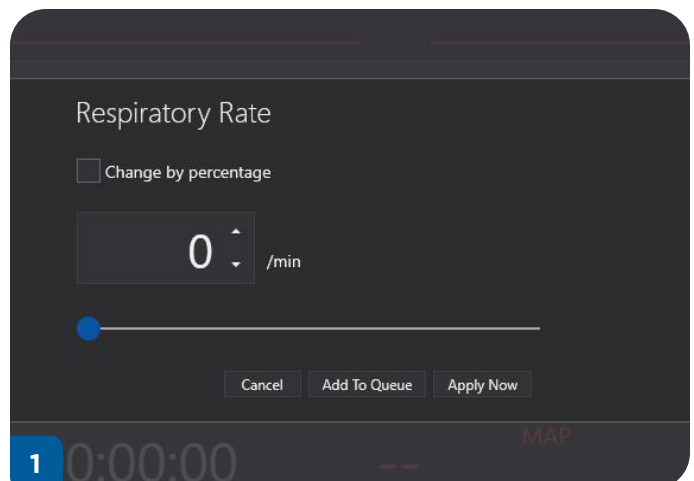 Respiratory Rate
Change by percentage
0
/min
Cancel Add To Queue Apply Now
MAP
1 0:00:00 --